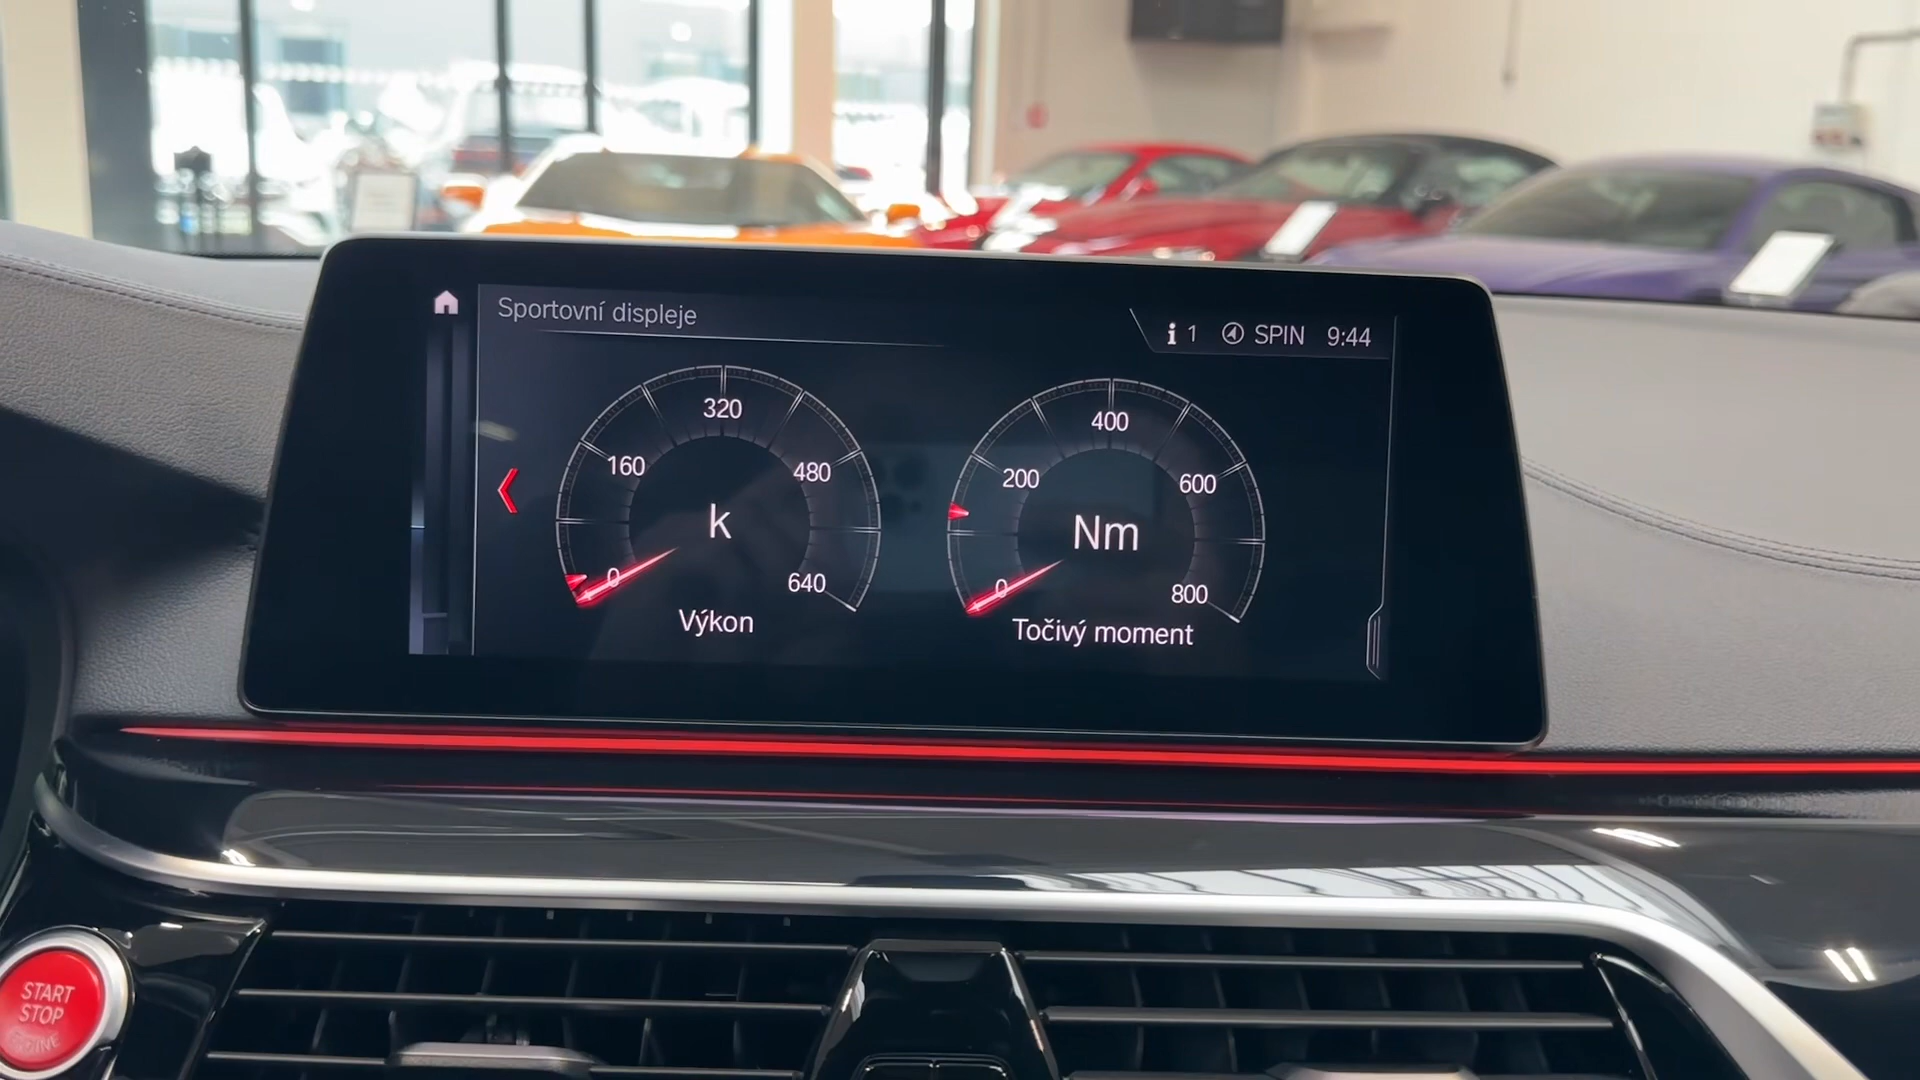 Sportovní displeje
1 SPIN 9:44
320
160
480
k
0
640
Výkon
400
200
600
Nm
0
800
Točivý moment
START
STOP